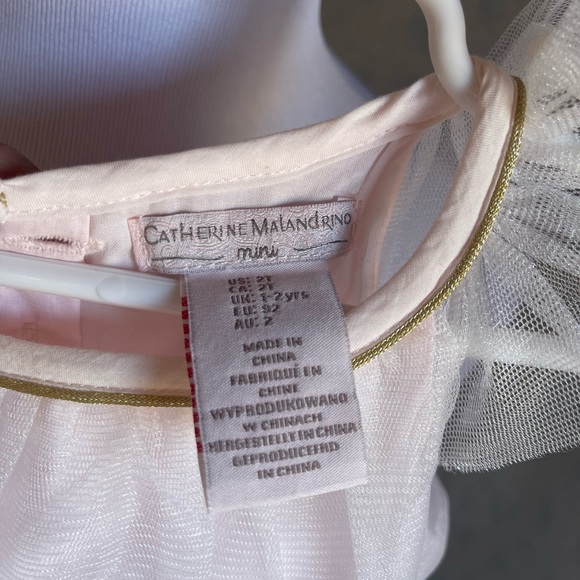 CATHERINE MALANDRINO
mini
US: 2T
CA: 2T
UK: 1-2 yrs
EU: 92
AU: 2
MADE IN
CHINA
FABRIQUÉ EN
CHINE
WYPRODUKOWANO
W CHINACH
HERGESTELLY IN CHINA
GEPRODUCEERD
IN CHINA